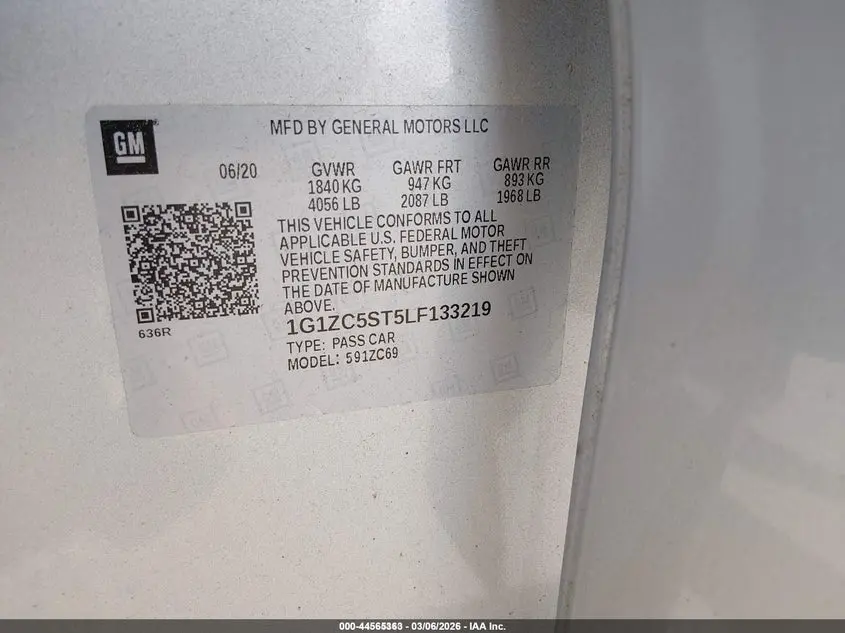 GM
MFD BY GENERAL MOTORS LLC
06/20 GVWR GAWR FRT GAWR RR
1840 KG 947 KG 893 KG
4056 LB 2087 LB 1968 LB
THIS VEHICLE CONFORMS TO ALL
APPLICABLE U.S. FEDERAL MOTOR
VEHICLE SAFETY, BUMPER, AND THEFT
PREVENTION STANDARDS IN EFFECT ON
THE DATE OF MANUFACTURE SHOWN
ABOVE.
636R
1G1ZC5ST5LF133219
TYPE: PASS CAR
MODEL: 591ZC69
000-44565363 - 03/06/2026 - IAA Inc.